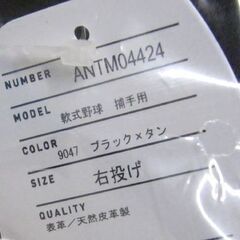 NUMBER ANTM04424
MODEL 軟式野球 捕手用
COLOR 9047 ブラック×タン
SIZE 右投げ
QUALITY
表革/天然皮革製